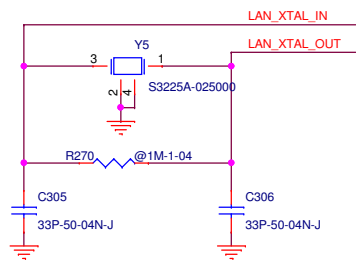 LAN_XTAL_IN
Y5
LAN_XTAL_OUT
3
1
2
4
S3225A-025000
R270
@1M-1-04
C305
C306
33P-50-04N-J
33P-50-04N-J